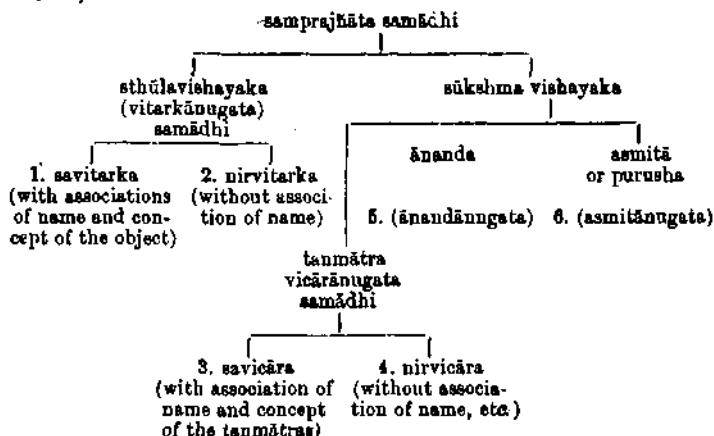 samprajñāta samādhi
sthūlavishayaka
(vitarkānugata)
samādhi
sūkshma vishayaka
1. savitarka
(with associations
of name and con-
cept of the object)
2. nirvitarka
(without associ-
tion of name)
ānanda
5. (ānandānngata)
asmitā
or purusha
6. (asmitānugata)
tanmātra
vicārānugata
samādhi
3. savicāra
(with association of
name and concept
of the tanmātras)
4. nirvicāra
(without associa-
tion of name, etc.)